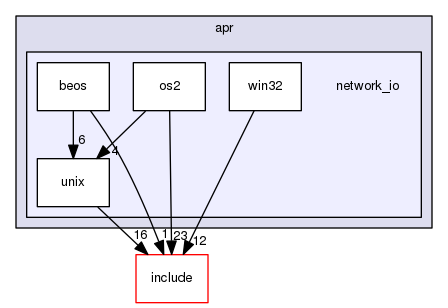 apr
beos
os2
win32
network_io
6
4
unix
16
1
23
12
include